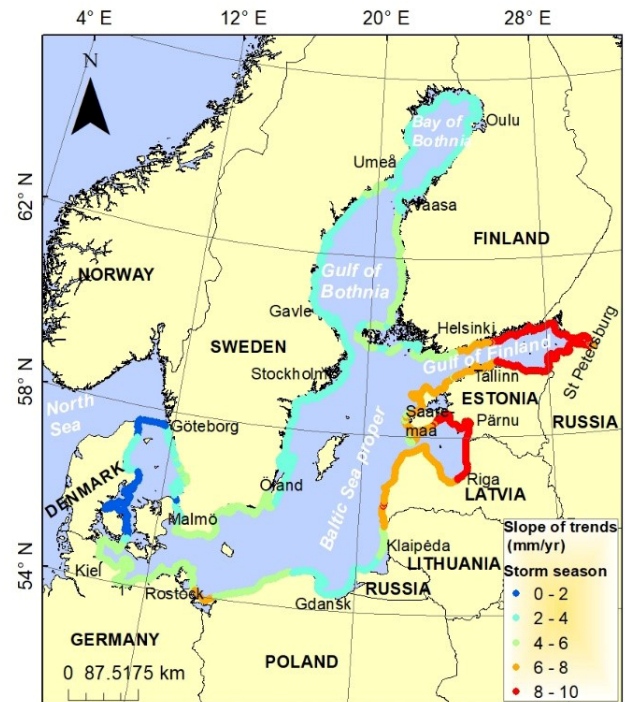 4° E 12° E 20° E 28° E
N
62° N
58° N
54° N
Bay of
Bothnia
Oulu
Umeå
Vaasa
FINLAND
NORWAY
Gulf of
Bothnia
Gavle
Helsinki
SWEDEN
Gulf of Finland
St Petersburg
Stockholm
Tallinn
ESTONIA
North
Sea
Saare-
maa
Pärnu
RUSSIA
Göteborg
Baltic Sea proper
DENMARK
Öland
Riga
LATVIA
Malmö
Klaipėda
LITHUANIA
Kiel
RUSSIA
Rostock
Gdansk
GERMANY
POLAND
0 87.5175 km
Slope of trends
(mm/yr)
Storm season
0 - 2
2 - 4
4 - 6
6 - 8
8 - 10